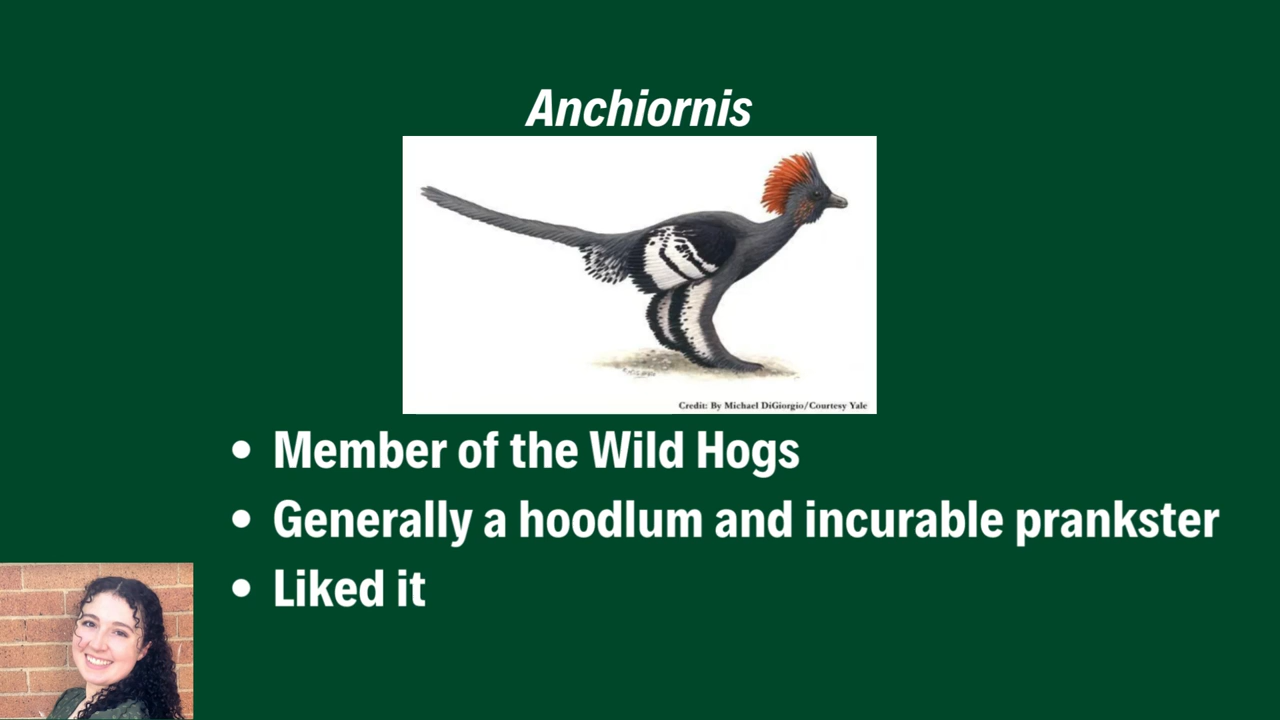 Anchiornis
Credit: By Michael DiGiorgio/Courtesy Yale
• Member of the Wild Hogs
• Generally a hoodlum and incurable prankster
• Liked it